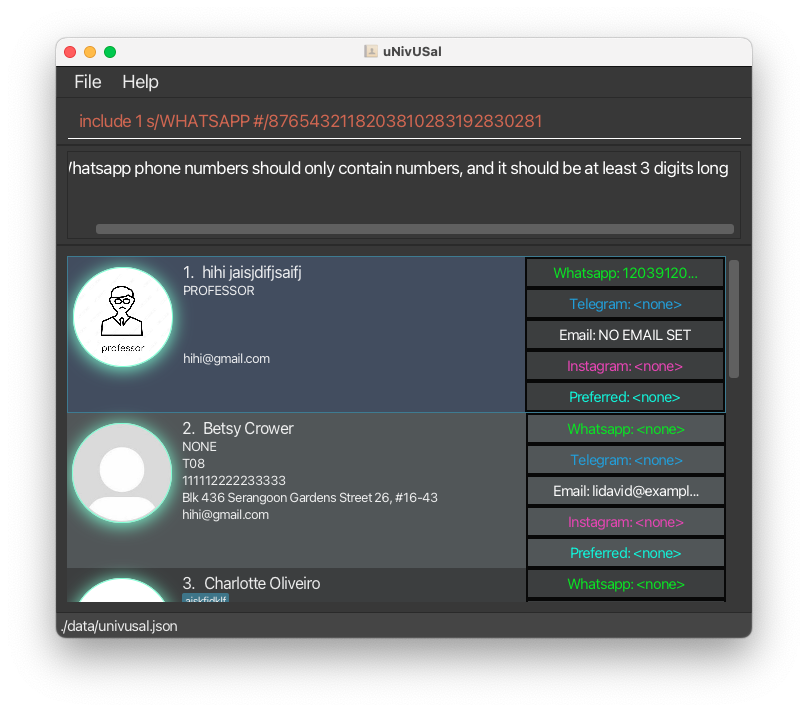 uNivUSal
File Help
include 1 s/WHATSAPP #/87654321182038102831928​30281
/hatsapp phone numbers should only contain numbers, and it should be at least 3 digits long
1. hihi jaisjdifjsaifj
PROFESSOR
professor
hihi@gmail.com
Whatsapp: 12039120...
Telegram: <none>
Email: NO EMAIL SET
Instagram: <none>
Preferred: <none>
2. Betsy Crower
NONE
T08
111112222233333
Blk 436 Serangoon Gardens Street 26, #16-43
hihi@gmail.com
Whatsapp: <none>
Telegram: <none>
Email: lidavid@exampl...
Instagram: <none>
Preferred: <none>
3. Charlotte Oliveiro
Whatsapp: <none>
./data/univusal.json